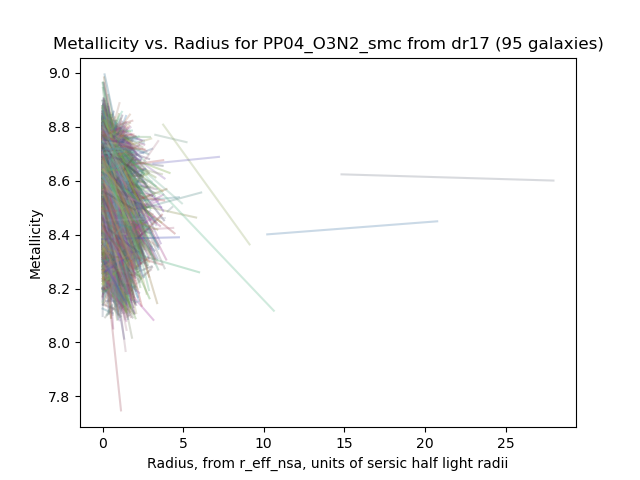 Metallicity vs. Radius for PP04_O3N2_smc from dr17 (95 galaxies)
9.0
8.8
8.6
8.4
8.2
8.0
7.8
Metallicity
0 5 10 15 20 25
Radius, from r_eff_nsa, units of sersic half light radii